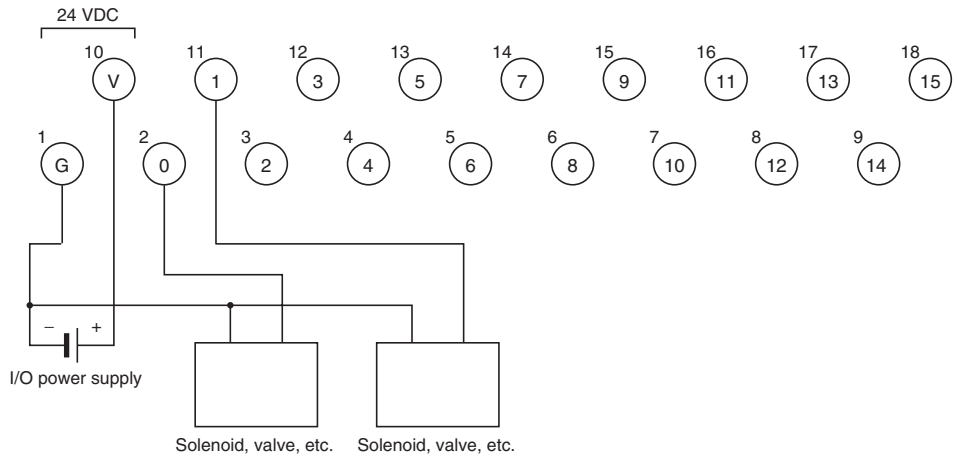 24 VDC
10 11 12 13 14 15 16 17 18
V 1 3 5 7 9 11 13 15
1 2 3 4 5 6 7 8 9
G 0 2 4 6 8 10 12 14
− +
I/O power supply
Solenoid, valve, etc. Solenoid, valve, etc.